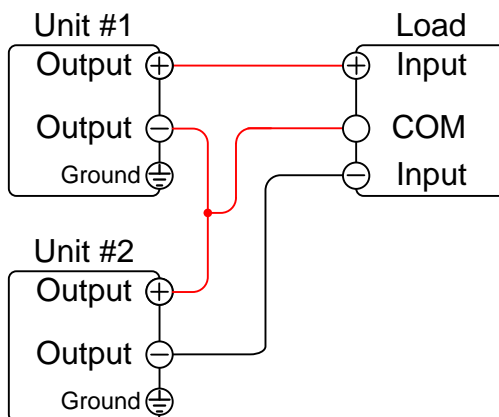 Unit #1
Output
Output
Ground
Load
Input
COM
Input
Unit #2
Output
Output
Ground